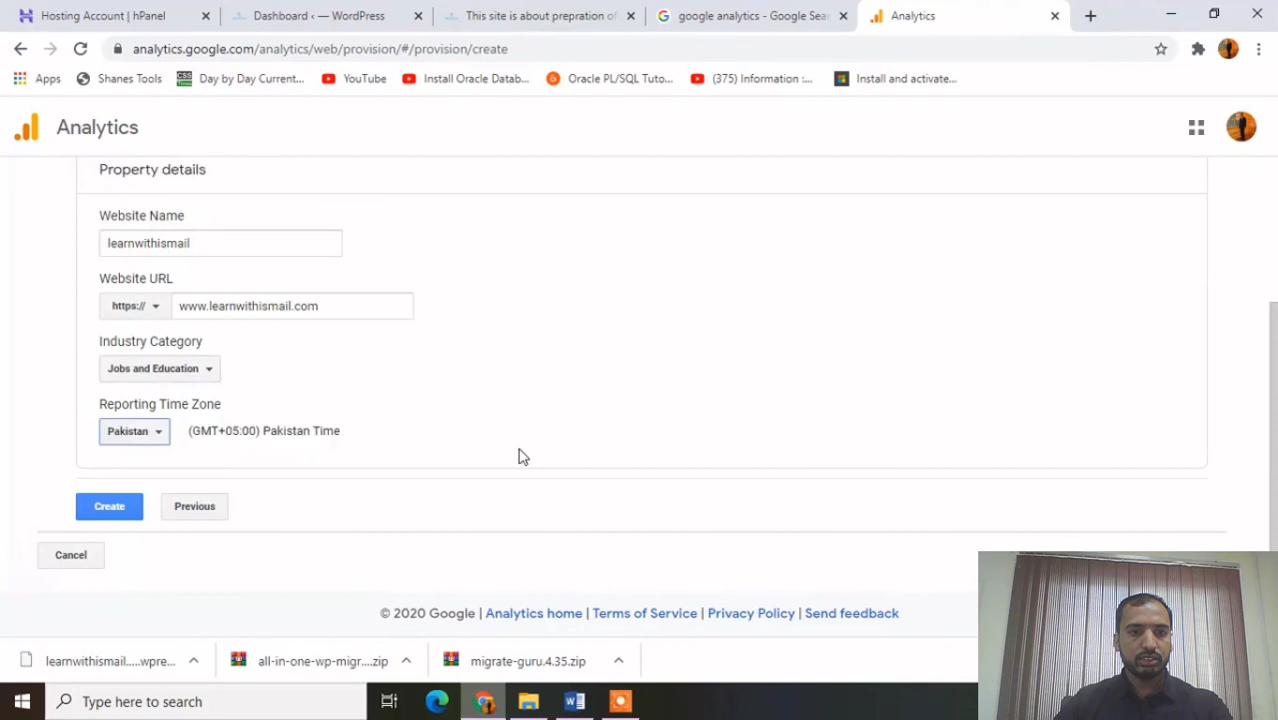 Hosting Account | hPanel
Dashboard ‹ — WordPress
This site is about prepration of
google analytics - Google Sear
Analytics
analytics.google.com/analytics/web/provision/#/provision/create
Apps
Shanes Tools
CSS
Day by Day Current...
YouTube
Install Oracle Datab...
Oracle PL/SQL Tuto...
(375) Information :...
Install and activate...
Analytics
Property details
Website Name
learnwithismail
Website URL
https://
www.learnwithismail.com
Industry Category
Jobs and Education
Reporting Time Zone
Pakistan
(GMT+05:00) Pakistan Time
Create
Previous
Cancel
© 2020 Google | Analytics home | Terms of Service | Privacy Policy | Send feedback
learnwithismail.....wpre...
all-in-one-wp-migr....zip
migrate-guru.4.35.zip
Type here to search